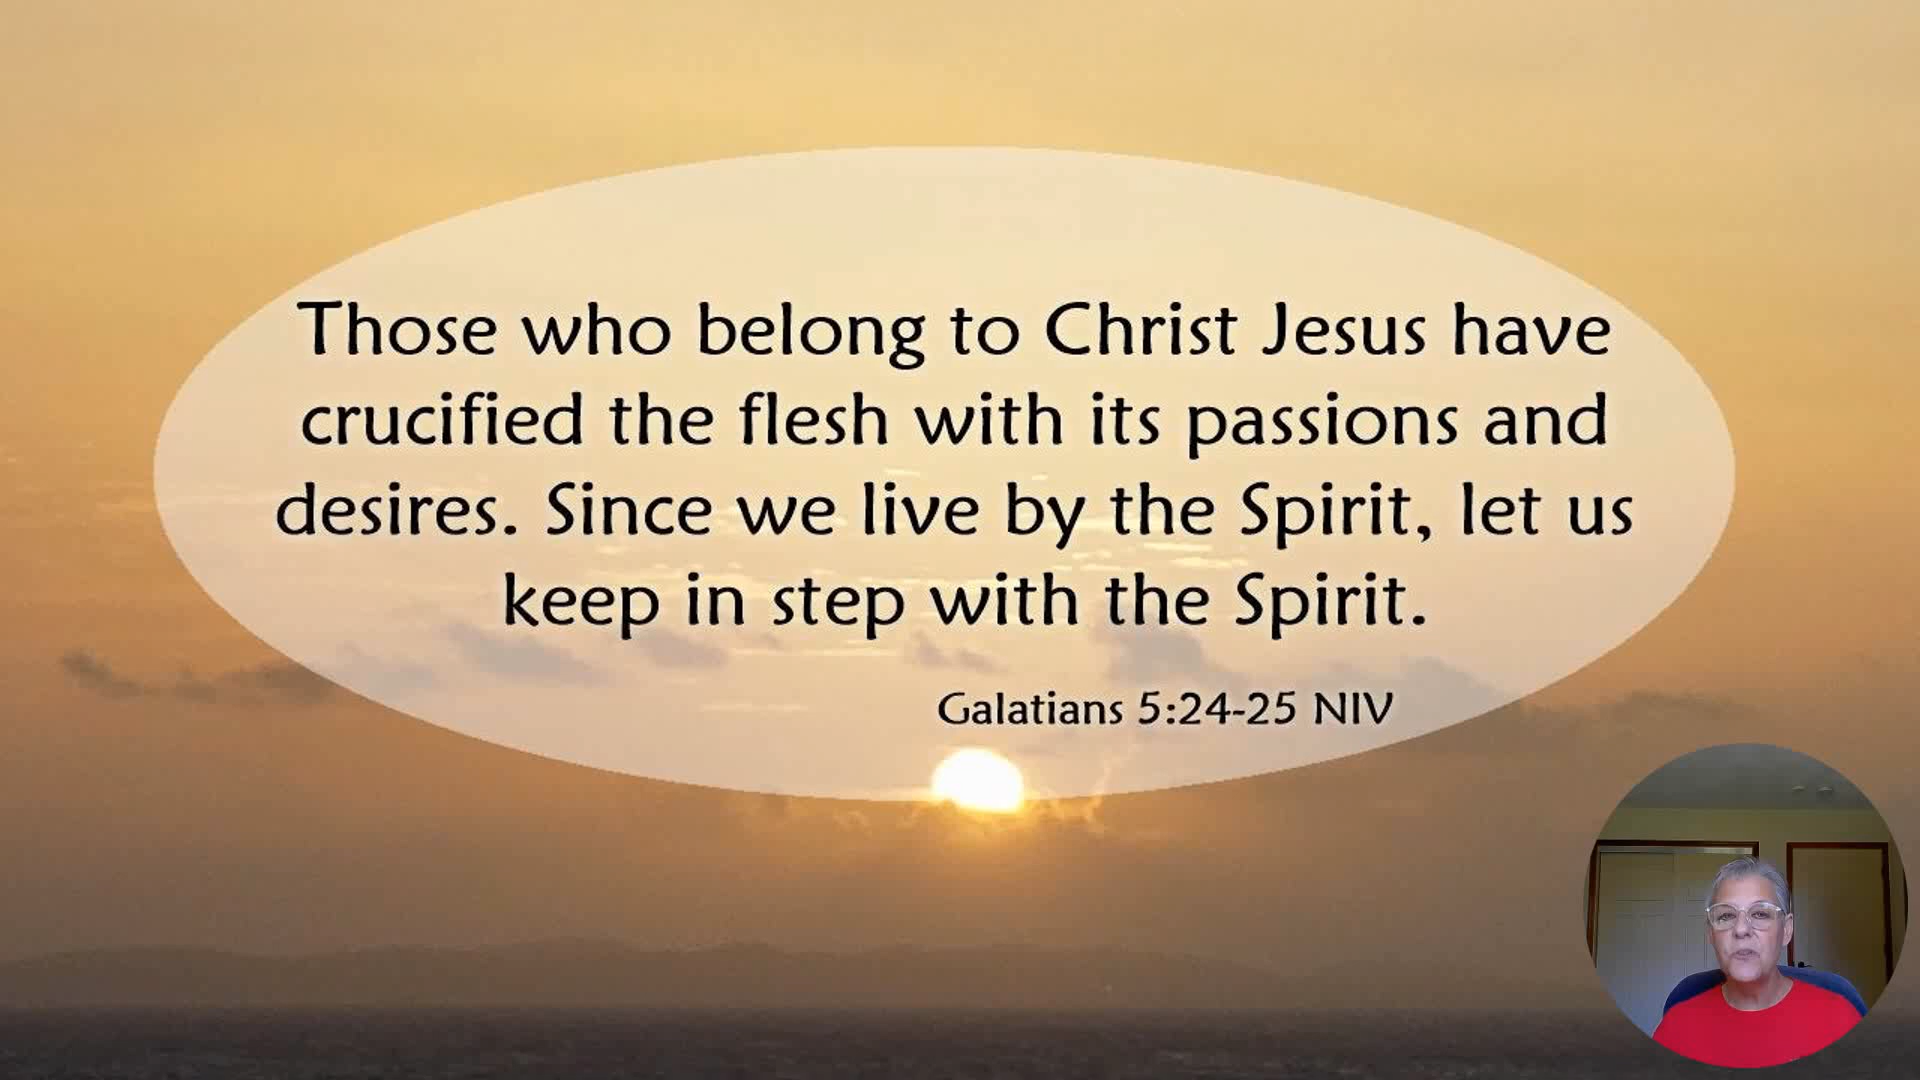 Those who belong to Christ Jesus have
crucified the flesh with its passions and
desires. Since we live by the Spirit, let us
keep in step with the Spirit.
Galatians 5:24-25 NIV